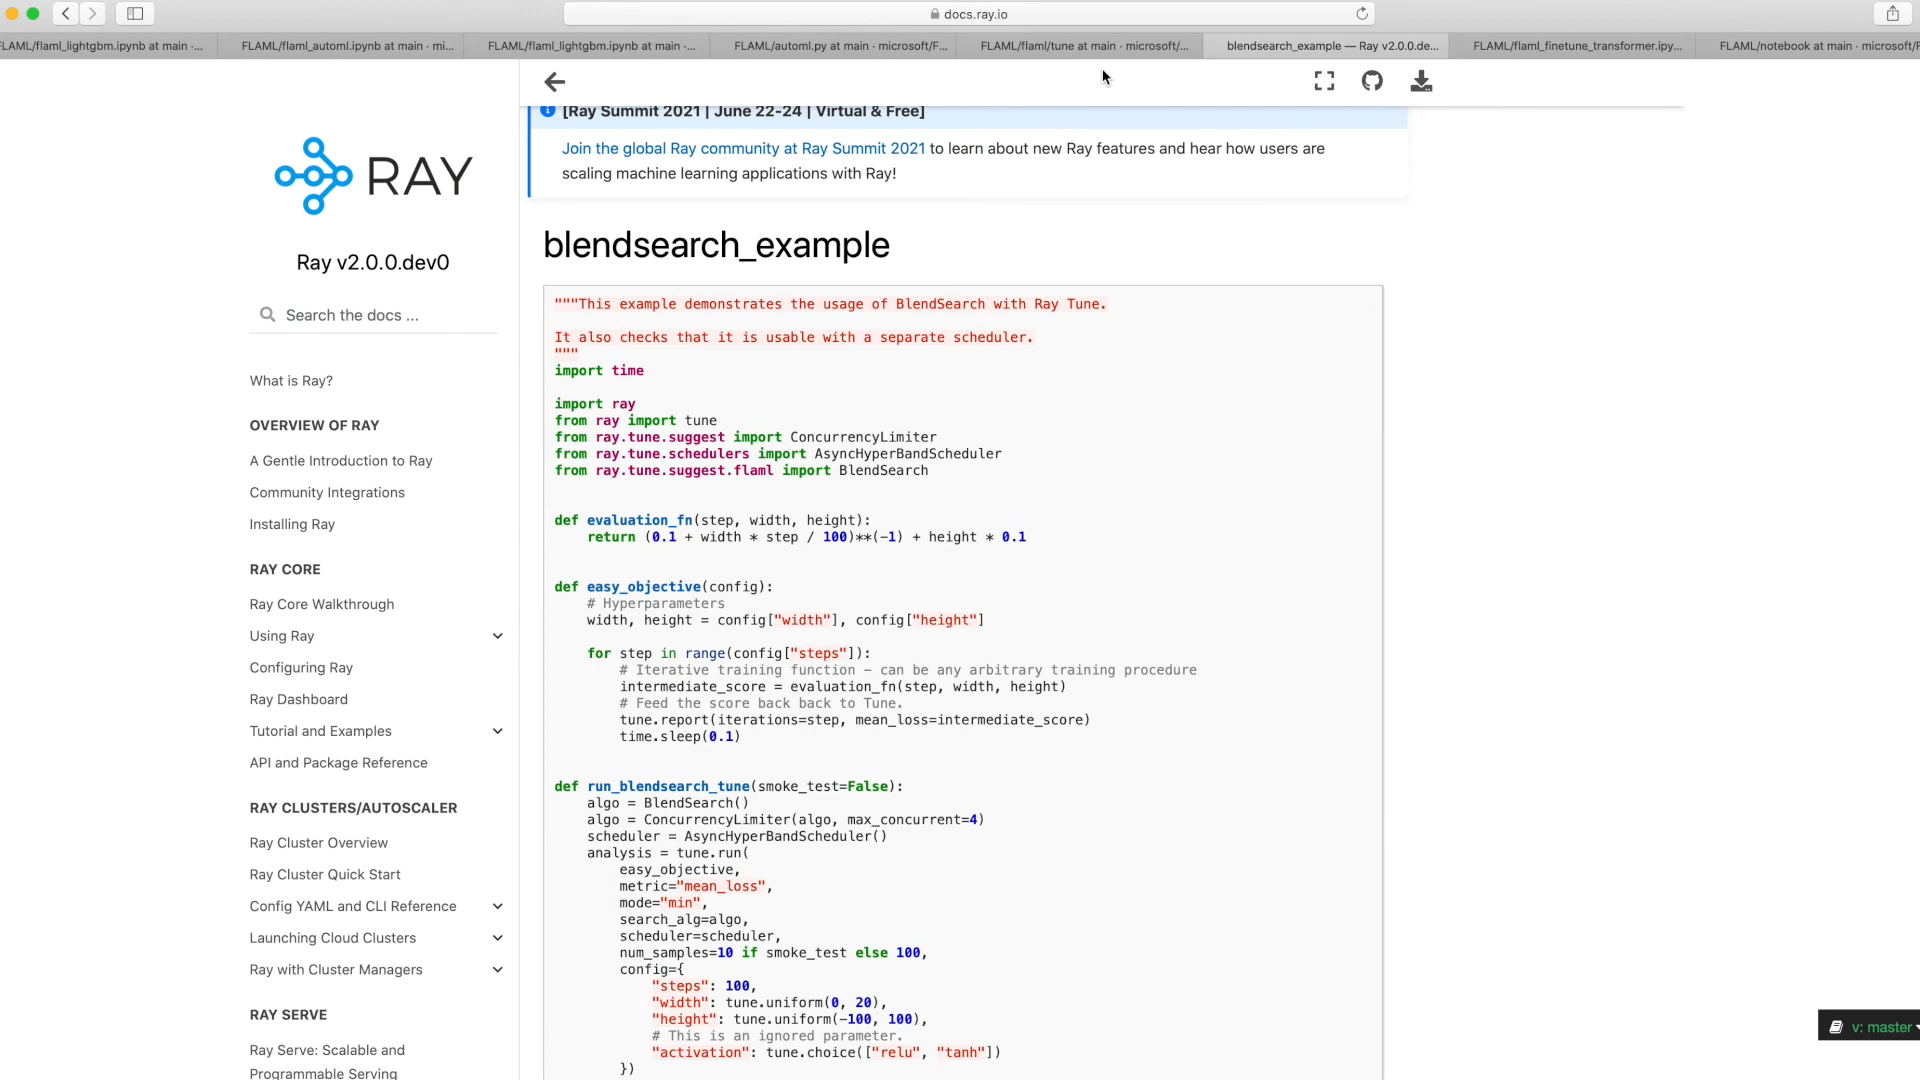 docs.ray.io
LAML/flaml_lightgbm.ipynb at main ·...
FLAML/flaml_automl.ipynb at main · mi...
FLAML/flaml_lightgbm.ipynb at main ·...
FLAML/automl.py at main · microsoft/F...
FLAML/flaml/tune at main · microsoft/...
blendsearch_example — Ray v2.0.0.de...
FLAML/flaml_finetune_transformer.ipy...
FLAML/notebook at main · microsoft/F
RAY
Ray v2.0.0.dev0
Search the docs ...
What is Ray?
OVERVIEW OF RAY
A Gentle Introduction to Ray
Community Integrations
Installing Ray
RAY CORE
Ray Core Walkthrough
Using Ray
Configuring Ray
Ray Dashboard
Tutorial and Examples
API and Package Reference
RAY CLUSTERS/AUTOSCALER
Ray Cluster Overview
Ray Cluster Quick Start
Config YAML and CLI Reference
Launching Cloud Clusters
Ray with Cluster Managers
RAY SERVE
Ray Serve: Scalable and
Programmable Serving
[Ray Summit 2021 | June 22-24 | Virtual & Free]
Join the global Ray community at Ray Summit 2021 to learn about new Ray features and hear how users are
scaling machine learning applications with Ray!
blendsearch_example
"""This example demonstrates the usage of BlendSearch with Ray Tune.
It also checks that it is usable with a separate scheduler.
"""
import time
import ray
from ray import tune
from ray.tune.suggest import ConcurrencyLimiter
from ray.tune.schedulers import AsyncHyperBandScheduler
from ray.tune.suggest.flaml import BlendSearch
def evaluation_fn(step, width, height):
    return (0.1 + width * step / 100)**(-1) + height * 0.1
def easy_objective(config):
    # Hyperparameters
    width, height = config["width"], config["height"]
    for step in range(config["steps"]):
        # Iterative training function - can be any arbitrary training procedure
        intermediate_score = evaluation_fn(step, width, height)
        # Feed the score back back to Tune.
        tune.report(iterations=step, mean_loss=intermediate_score)
        time.sleep(0.1)
def run_blendsearch_tune(smoke_test=False):
    algo = BlendSearch()
    algo = ConcurrencyLimiter(algo, max_concurrent=4)
    scheduler = AsyncHyperBandScheduler()
    analysis = tune.run(
        easy_objective,
        metric="mean_loss",
        mode="min",
        search_alg=algo,
        scheduler=scheduler,
        num_samples=10 if smoke_test else 100,
        config={
            "steps": 100,
            "width": tune.uniform(0, 20),
            "height": tune.uniform(-100, 100),
            # This is an ignored parameter.
            "activation": tune.choice(["relu", "tanh"])
        })
v: master